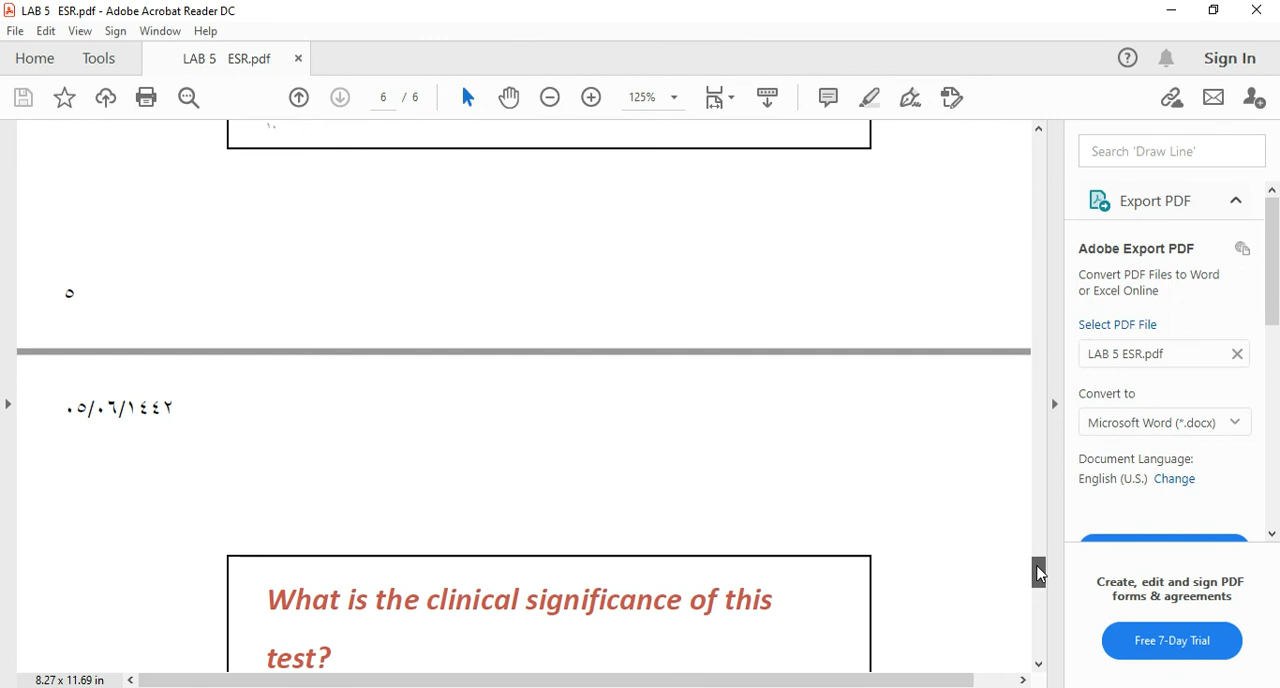 LAB 5 ESR.pdf - Adobe Acrobat Reader DC
File Edit View Sign Window Help
Home Tools LAB 5 ESR.pdf
Sign In
6 / 6
125%
١٠
٥
٠٥/٠٦/١٤٤٢
What is the clinical significance of this
test?
8.27 x 11.69 in
Search 'Draw Line'
Export PDF
Adobe Export PDF
Convert PDF Files to Word
or Excel Online
Select PDF File
LAB 5 ESR.pdf
Convert to
Microsoft Word (*.docx)
Document Language:
English (U.S.) Change
Create, edit and sign PDF
forms & agreements
Free 7-Day Trial